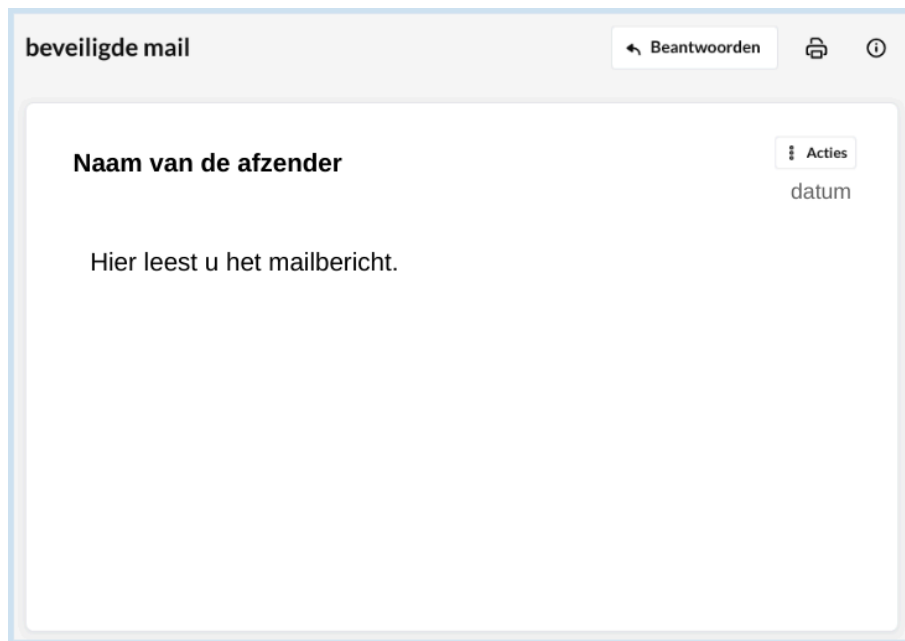 beveiligde mail
Beantwoorden
Naam van de afzender
Acties
datum
Hier leest u het mailbericht.